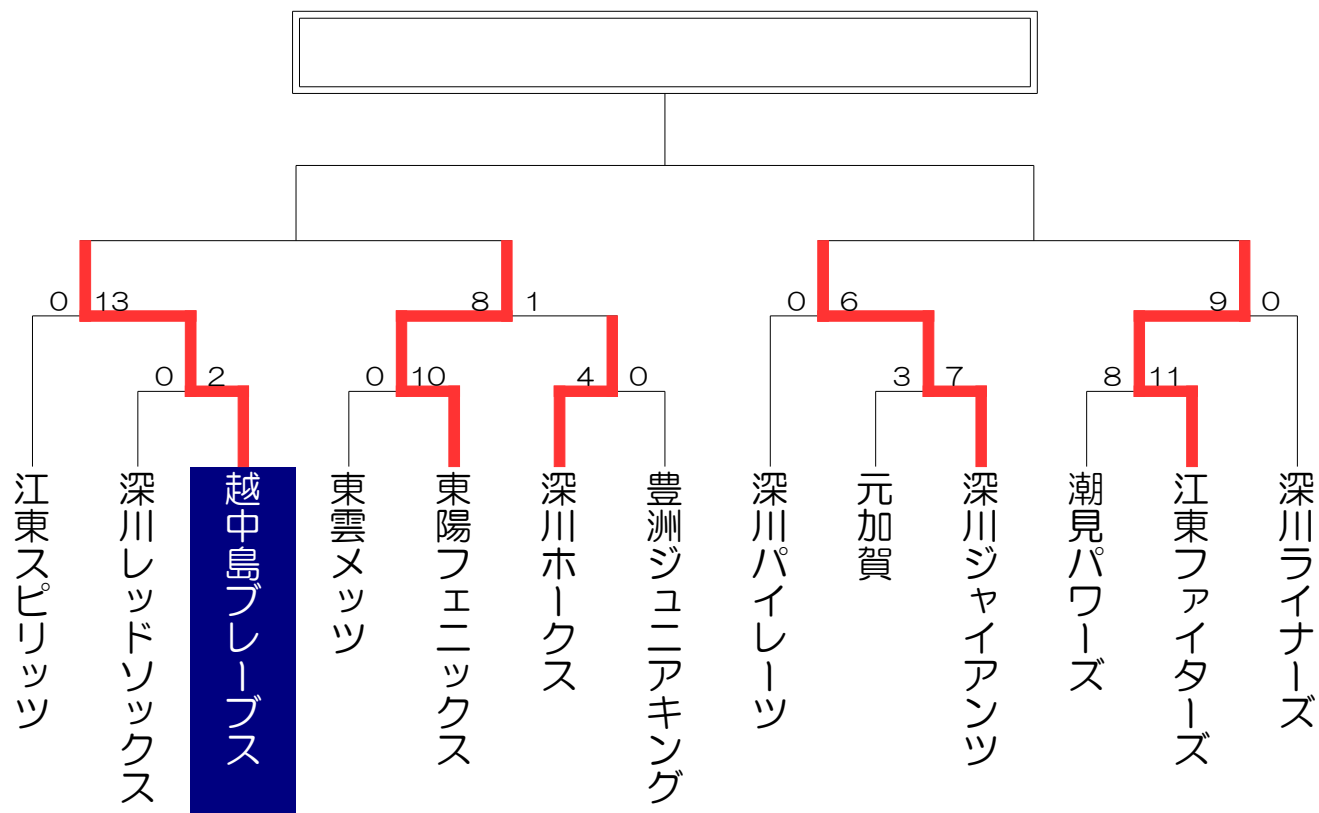 0 13
8 1
0 6
9 0
0 2
0 10
4 0
3 7
8 11
江東スピリッツ
深川レッドソックス
越中島ブレーブス
東雲メッツ
東陽フェニックス
深川ホークス
豊洲ジュニアキング
深川パイレーツ
元加賀
深川ジャイアンツ
潮見パワーズ
江東ファイターズ
深川ライナーズ